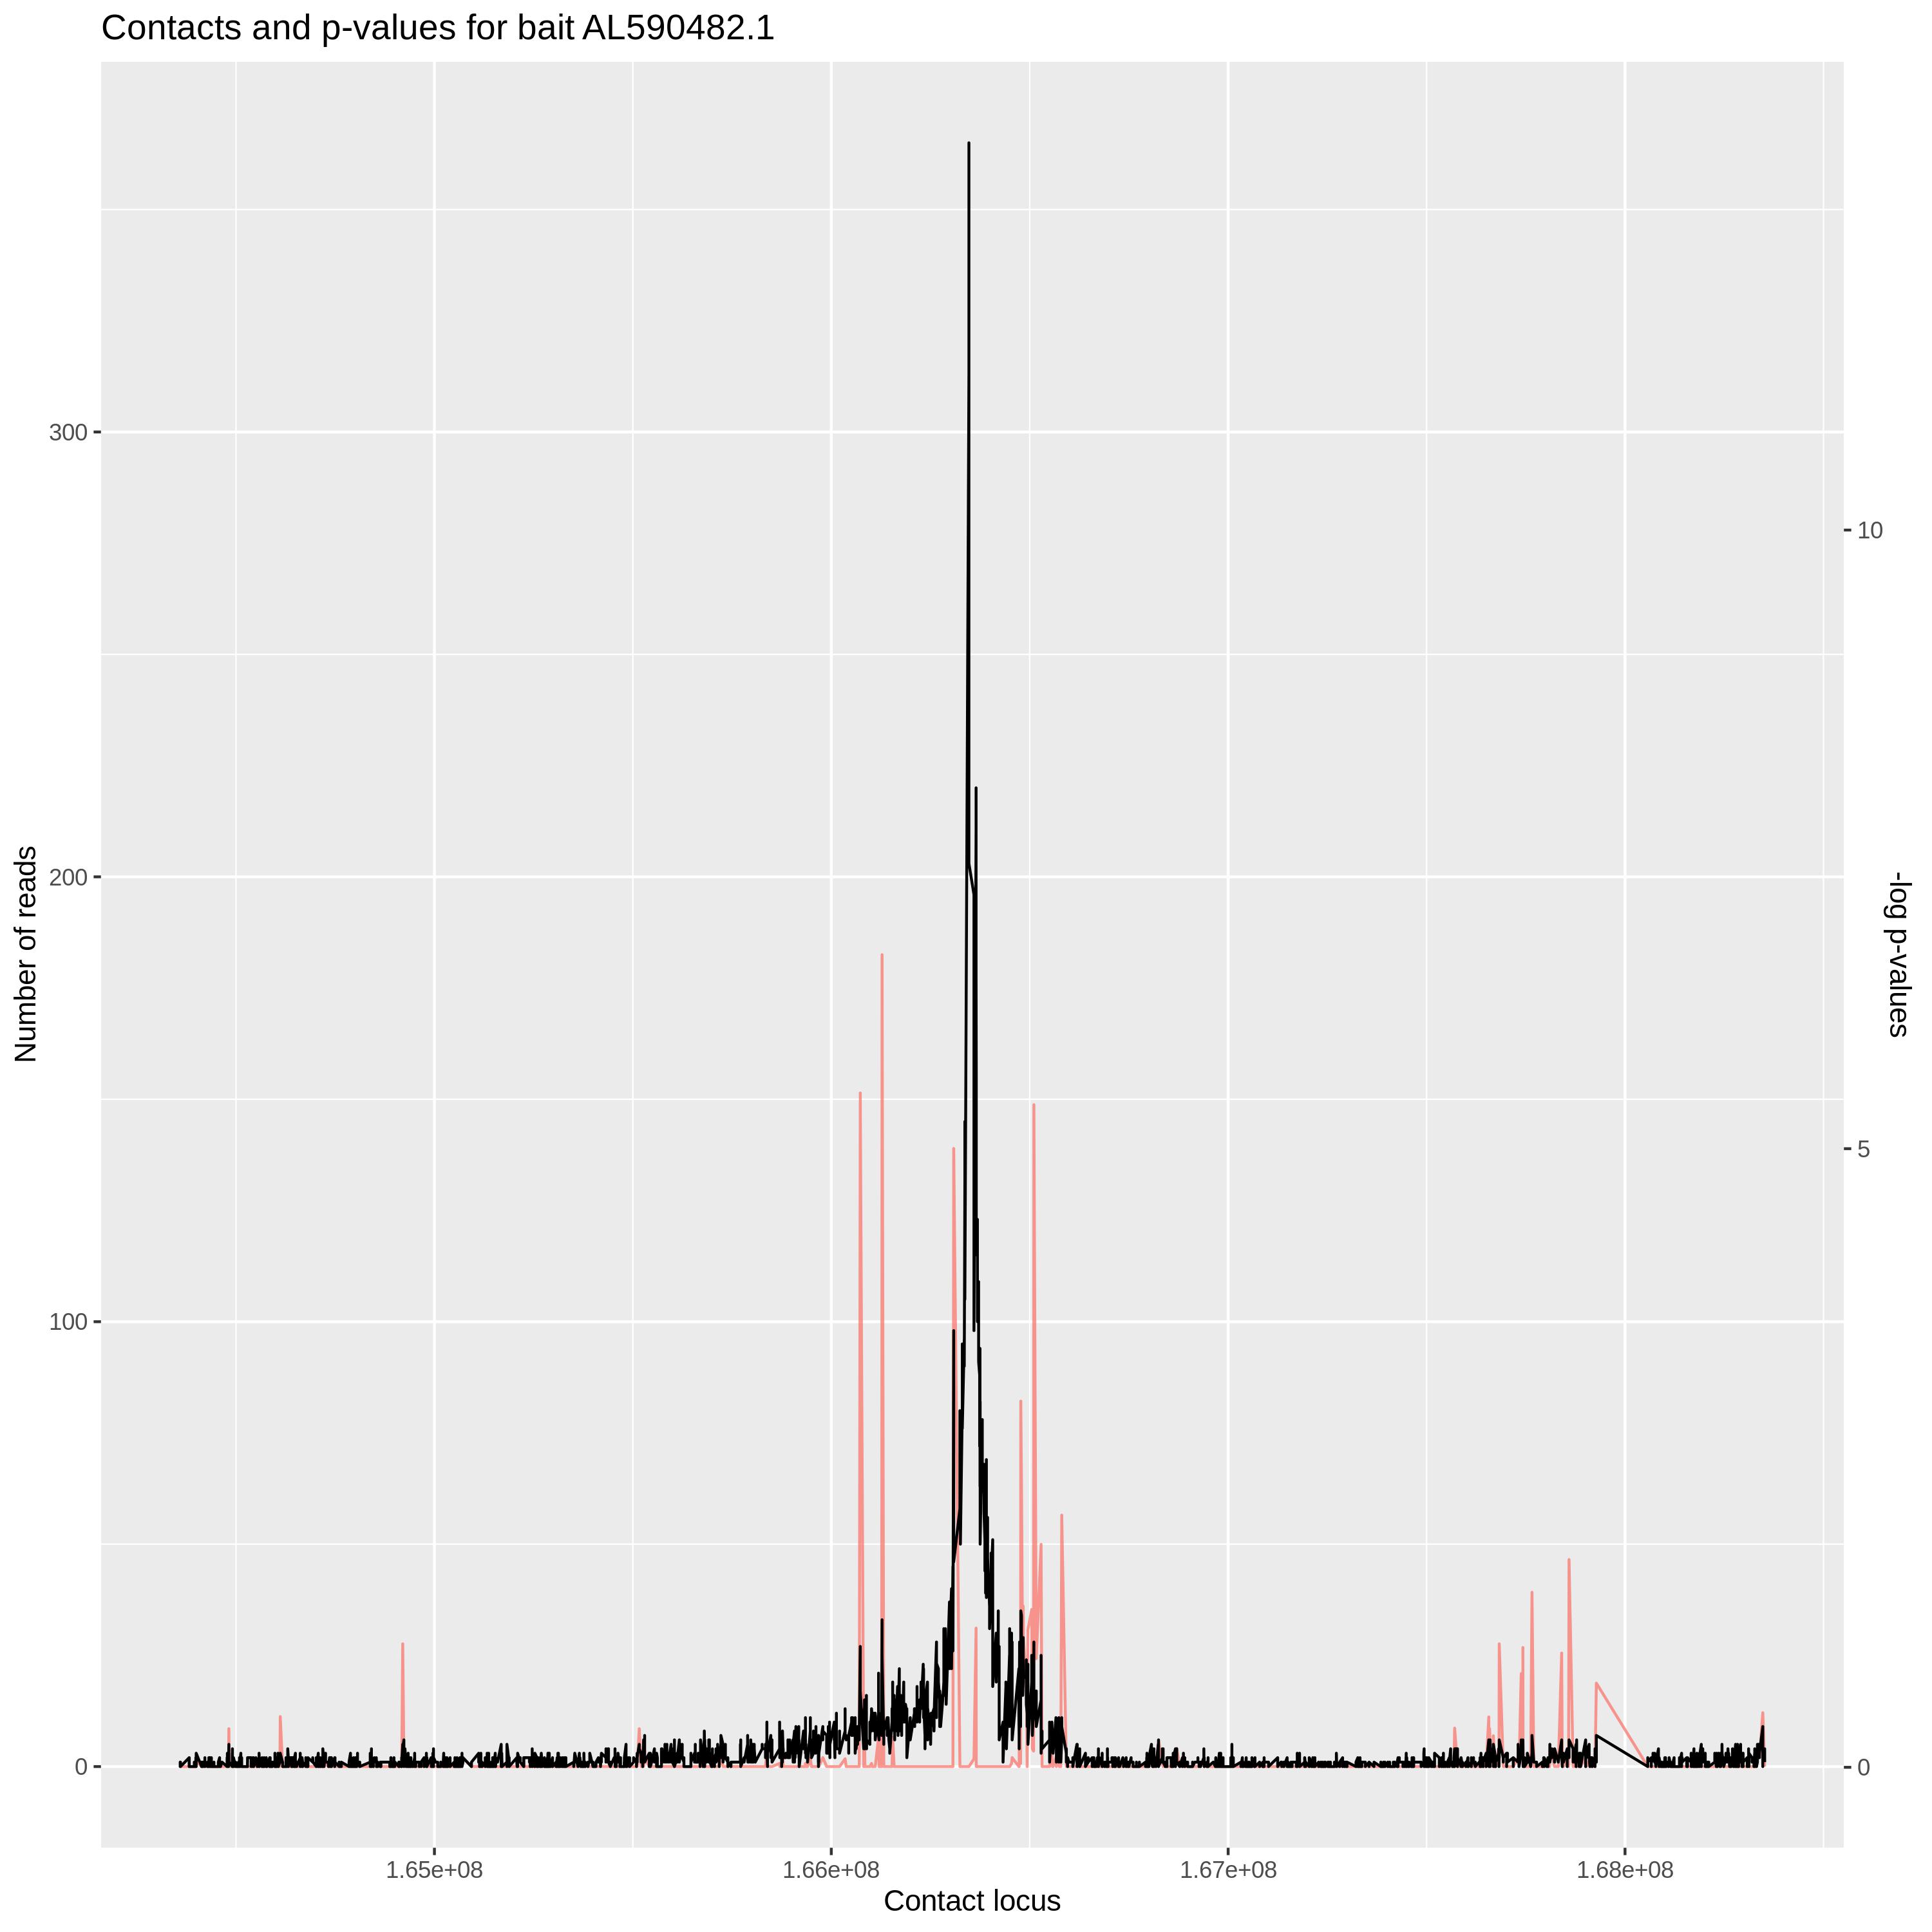 Contacts and p-values for bait AL590482.1
300
200
100
0
Number of reads
10
5
0
-log p-values
1.65e+08
1.66e+08
1.67e+08
1.68e+08
Contact locus